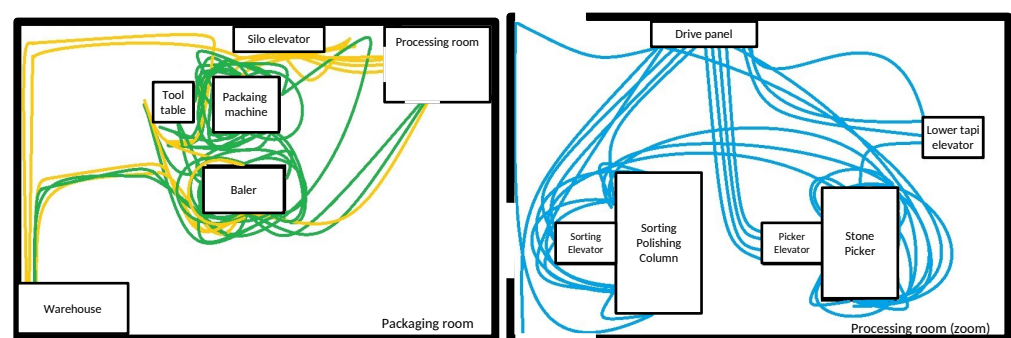 Silo elevator
Processing room
Tool
table
Packaing
machine
Baler
Warehouse
Packaging room
Drive panel
Lower tapi
elevator
Sorting
Elevator
Sorting
Polishing
Column
Picker
Elevator
Stone
Picker
Processing room (zoom)